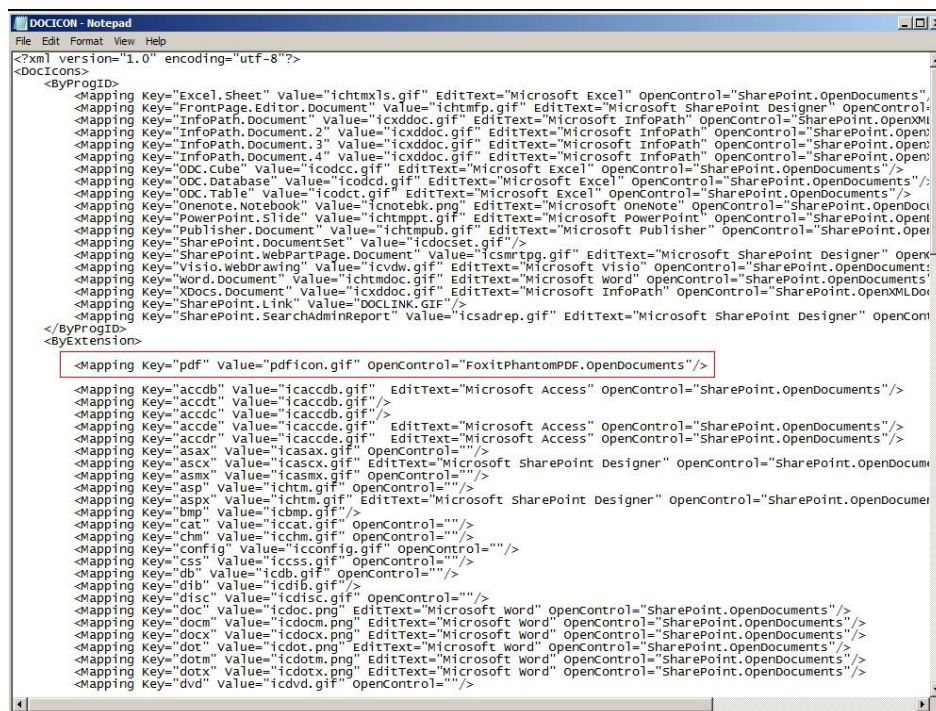 DOCICON - Notepad
File Edit Format View Help
<?xml version="1.0" encoding="utf-8"?>
<DocIcons>
<ByProgID>
<Mapping Key="Excel.Sheet" Value="ichtmxls.gif" EditText="Microsoft Excel" OpenControl="SharePoint.OpenDocuments"/
<Mapping Key="FrontPage.Editor.Document" Value="ichtmfp.gif" EditText="Microsoft SharePoint Designer" OpenControl=
<Mapping Key="InfoPath.Document" Value="icxddoc.gif" EditText="Microsoft InfoPath" OpenControl="SharePoint.OpenXML
<Mapping Key="InfoPath.Document.2" Value="icxddoc.gif" EditText="Microsoft InfoPath" OpenControl="SharePoint.OpenX
<Mapping Key="InfoPath.Document.3" Value="icxddoc.gif" EditText="Microsoft InfoPath" OpenControl="SharePoint.OpenX
<Mapping Key="InfoPath.Document.4" Value="icxddoc.gif" EditText="Microsoft InfoPath" OpenControl="SharePoint.OpenX
<Mapping Key="ODC.Cube" Value="icodcc.gif" EditText="Microsoft Excel" OpenControl="SharePoint.OpenDocuments"/>
<Mapping Key="ODC.Database" Value="icodcd.gif" EditText="Microsoft Excel" OpenControl="SharePoint.OpenDocuments"/>
<Mapping Key="ODC.Table" Value="icodct.gif" EditText="Microsoft Excel" OpenControl="SharePoint.OpenDocuments"/>
<Mapping Key="Onenote.Notebook" Value="icnotebk.png" EditText="Microsoft OneNote" OpenControl="SharePoint.OpenDocu
<Mapping Key="PowerPoint.Slide" Value="ichtmppt.gif" EditText="Microsoft PowerPoint" OpenControl="SharePoint.OpenD
<Mapping Key="Publisher.Document" Value="ichtmpub.gif" EditText="Microsoft Publisher" OpenControl="SharePoint.Open
<Mapping Key="SharePoint.DocumentSet" Value="icdocset.gif"/>
<Mapping Key="SharePoint.WebPartPage.Document" Value="icsmrtpg.gif" EditText="Microsoft SharePoint Designer" Open
<Mapping Key="Visio.WebDrawing" Value="icvdw.gif" EditText="Microsoft Visio" OpenControl="SharePoint.OpenDocuments
<Mapping Key="Word.Document" Value="ichtmdoc.gif" EditText="Microsoft Word" OpenControl="SharePoint.OpenDocuments"
<Mapping Key="XDocs.Document" Value="icxddoc.gif" EditText="Microsoft InfoPath" OpenControl="SharePoint.OpenXMLDoc
<Mapping Key="SharePoint.Link" Value="DOCLINK.GIF"/>
<Mapping Key="SharePoint.SearchAdminReport" Value="icsadrep.gif" EditText="Microsoft SharePoint Designer" OpenCont
</ByProgID>
<ByExtension>
<Mapping Key="pdf" Value="pdficon.gif" OpenControl="FoxitPhantomPDF.OpenDocuments"/>
<Mapping Key="accdb" Value="icaccdb.gif" EditText="Microsoft Access" OpenControl="SharePoint.OpenDocuments"/>
<Mapping Key="accdt" Value="icaccdb.gif"/>
<Mapping Key="accdc" Value="icaccdb.gif"/>
<Mapping Key="accde" Value="icaccde.gif" EditText="Microsoft Access" OpenControl="SharePoint.OpenDocuments"/>
<Mapping Key="accdr" Value="icaccde.gif" EditText="Microsoft Access" OpenControl="SharePoint.OpenDocuments"/>
<Mapping Key="asax" Value="icasax.gif" OpenControl=""/>
<Mapping Key="ascx" Value="icascx.gif" EditText="Microsoft SharePoint Designer" OpenControl="SharePoint.OpenDocume
<Mapping Key="asmx" Value="icasmx.gif" OpenControl=""/>
<Mapping Key="asp" Value="ichtm.gif" OpenControl=""/>
<Mapping Key="aspx" Value="ichtm.gif" EditText="Microsoft SharePoint Designer" OpenControl="SharePoint.OpenDocumen
<Mapping Key="bmp" Value="icbmp.gif"/>
<Mapping Key="cat" Value="iccat.gif" OpenControl=""/>
<Mapping Key="chm" Value="icchm.gif" OpenControl=""/>
<Mapping Key="config" Value="icconfig.gif" OpenControl=""/>
<Mapping Key="css" Value="iccss.gif" OpenControl=""/>
<Mapping Key="db" Value="icdb.gif" OpenControl=""/>
<Mapping Key="dib" Value="icdib.gif"/>
<Mapping Key="disc" Value="icdisc.gif" OpenControl=""/>
<Mapping Key="doc" Value="icdoc.png" EditText="Microsoft Word" OpenControl="SharePoint.OpenDocuments"/>
<Mapping Key="docm" Value="icdocm.png" EditText="Microsoft Word" OpenControl="SharePoint.OpenDocuments"/>
<Mapping Key="docx" Value="icdocx.png" EditText="Microsoft Word" OpenControl="SharePoint.OpenDocuments"/>
<Mapping Key="dot" Value="icdot.png" EditText="Microsoft Word" OpenControl="SharePoint.OpenDocuments"/>
<Mapping Key="dotm" Value="icdotm.png" EditText="Microsoft Word" OpenControl="SharePoint.OpenDocuments"/>
<Mapping Key="dotx" Value="icdotx.png" EditText="Microsoft Word" OpenControl="SharePoint.OpenDocuments"/>
<Mapping Key="dvd" Value="icdvd.gif" OpenControl=""/>